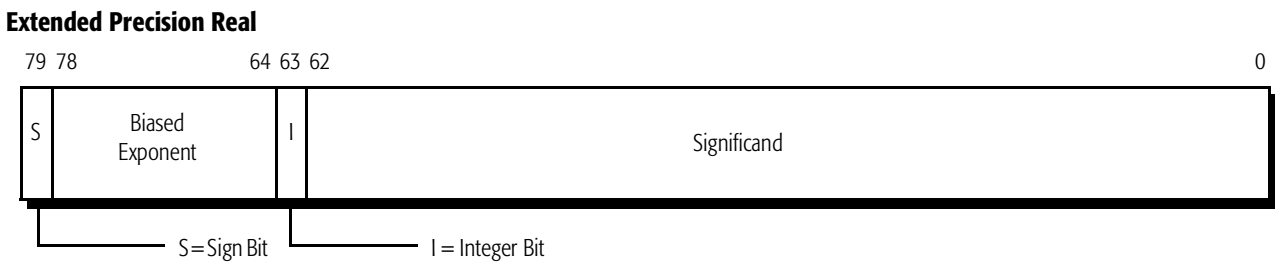 Extended Precision Real
79 78 64 63 62 0
S Biased Exponent I Significand
S=Sign Bit I = Integer Bit